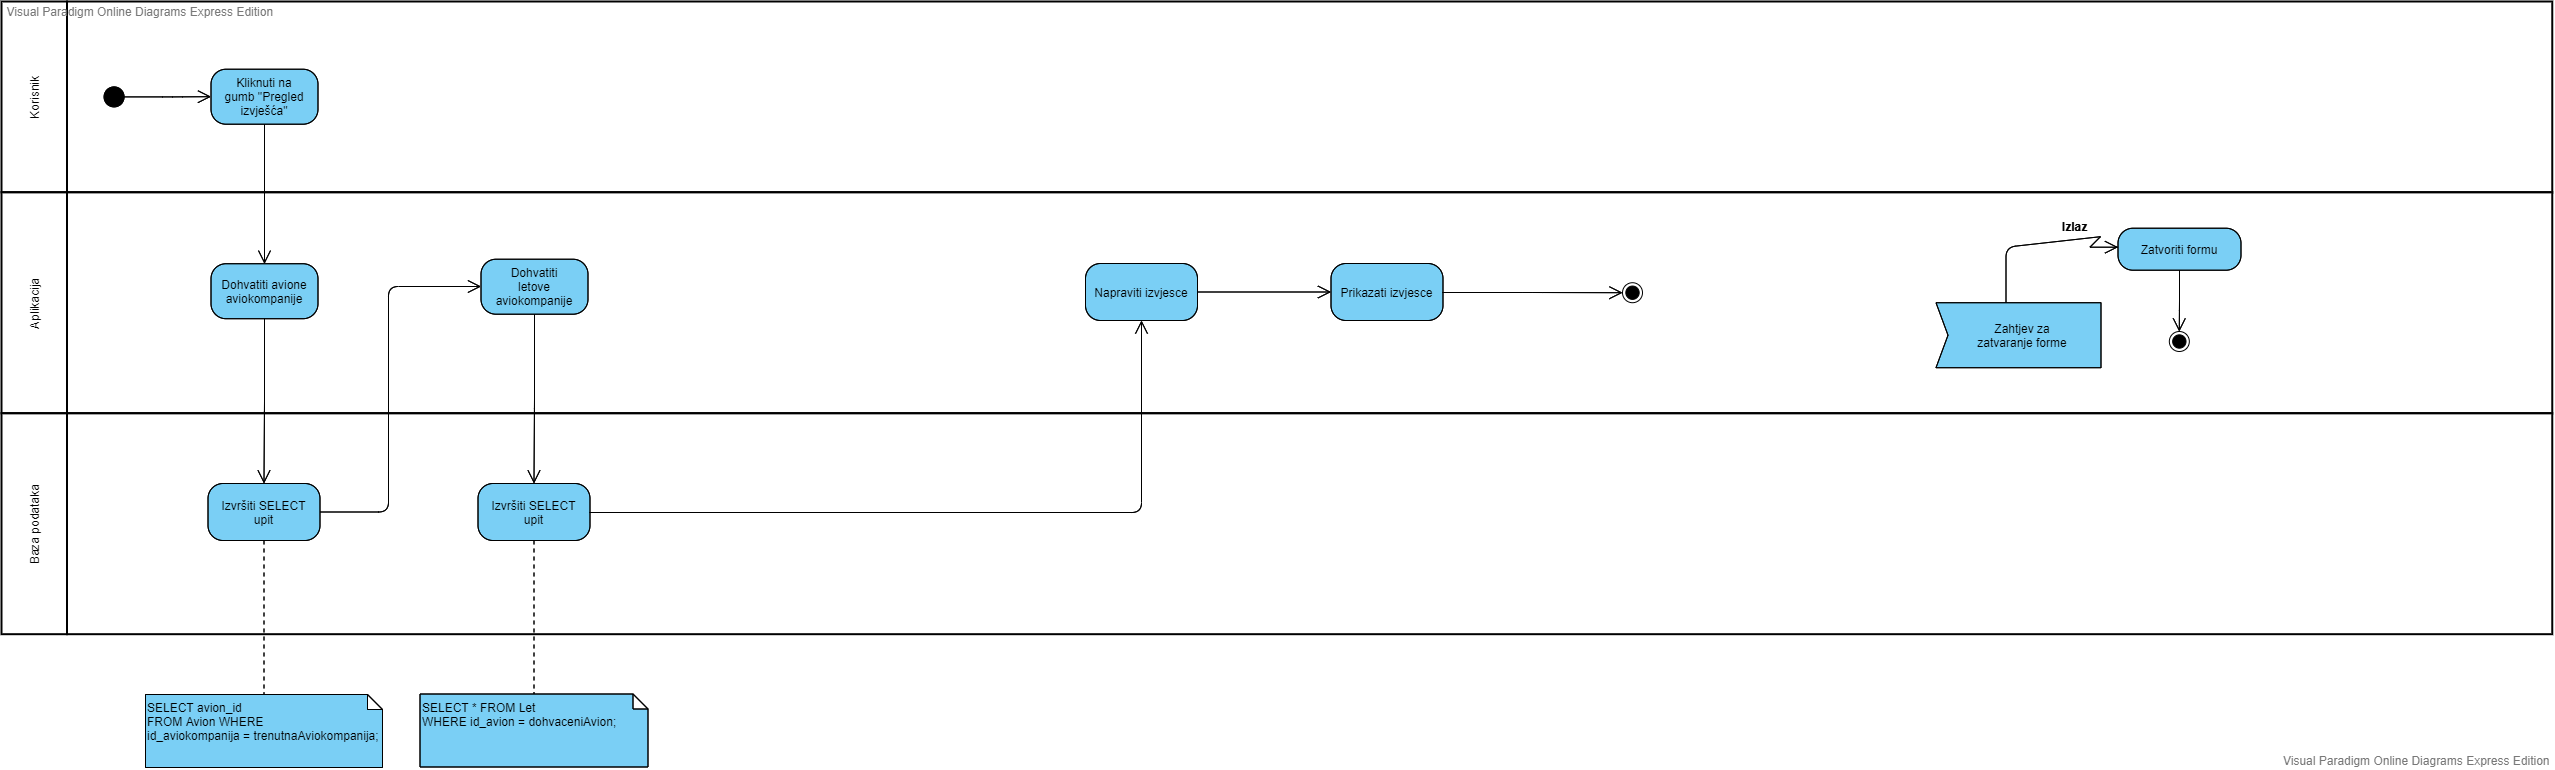 Visual Paradigm Online Diagrams Express Edition
Korisnik
Kliknuti na
gumb "Pregled
izvješća"
Aplikacija
Dohvatiti avione
aviokompanije
Dohvatiti
letove
aviokompanije
Napraviti izvjesce
Prikazati izvjesce
Izlaz
Zatvoriti formu
Zahtjev za
zatvaranje forme
Baza podataka
Izvršiti SELECT
upit
Izvršiti SELECT
upit
SELECT avion_id
FROM Avion WHERE
id_aviokompanija = trenutnaAviokompanija;
SELECT * FROM Let
WHERE id_avion = dohvaceniAvion;
Visual Paradigm Online Diagrams Express Edition